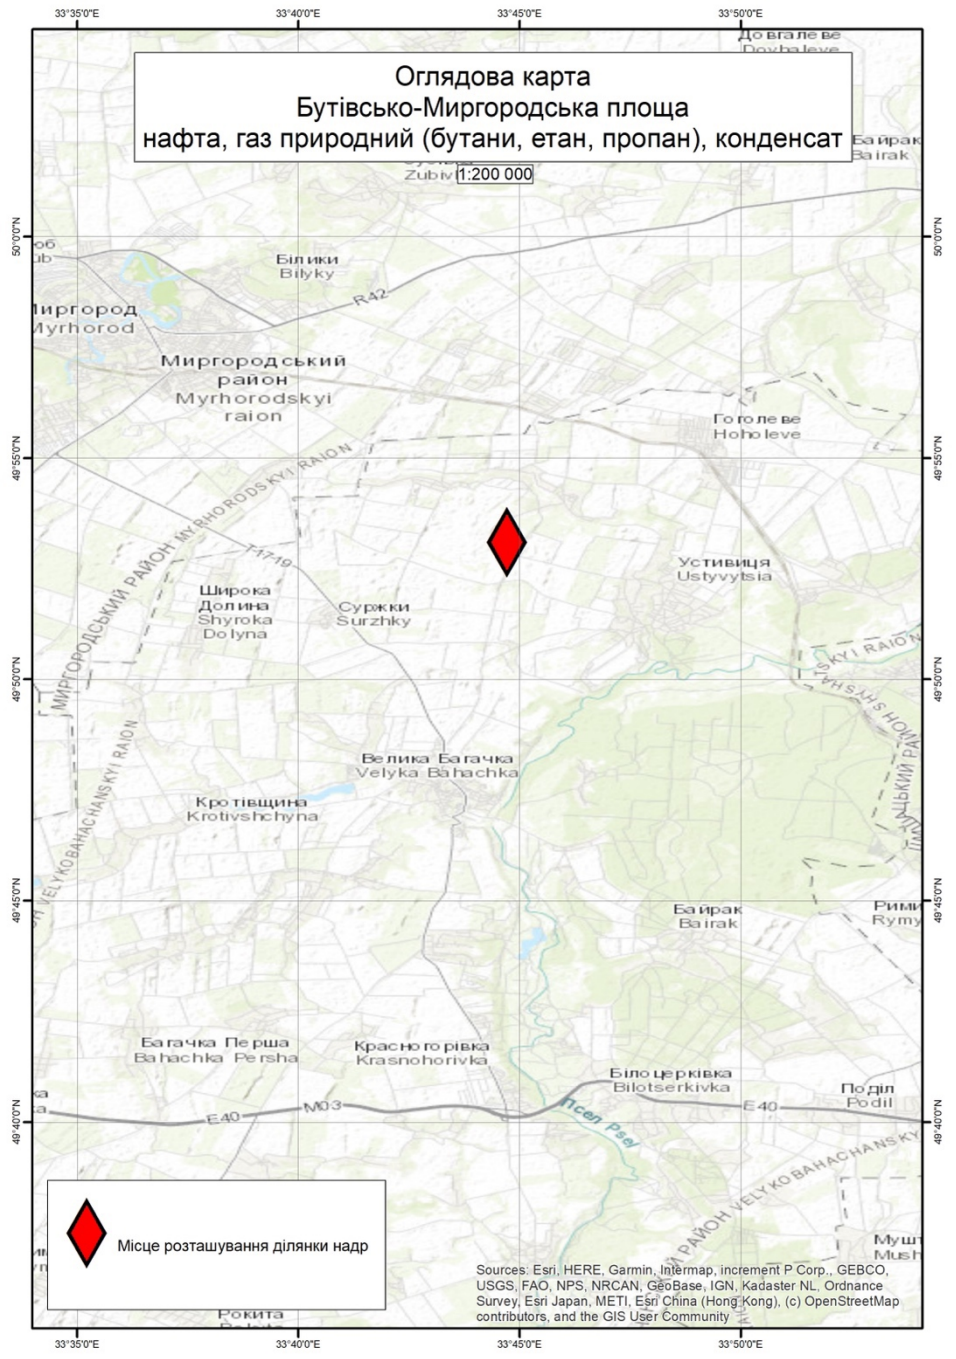 33°35'0"E 33°40'0"E 33°45'0"E 33°50'0"E
Довгалеве
Dovhaleve
Оглядова карта
Бутівсько-Миргородська площа
нафта, газ природний (бутани, етан, пропан), конденсат
1:200 000
Байрак
Bairak
50°0'0"N
50°0'0"N
Білики
Bilyky
R42
Миргород
Myrhorod
Миргородський
район
Myrhorodskyi
raion
Гоголеве
Hoholeve
49°55'0"N
49°55'0"N
МИРГОРОДСЬКИЙ РАЙОН MYRHORODSKYI RAION
T-17-19
Устивиця
Ustyvytsia
Широка
Долина
Shyroka
Dolyna
Суржки
Surzhky
49°50'0"N
49°50'0"N
Велика Багачка
Velyka Bahachka
Кротівщина
Krotivshchyna
VELYKOBAHACHANSKYI RAION
49°45'0"N
49°45'0"N
Байрак
Bairak
Багачка Перша
Bahachka Persha
Красногорівка
Krasnohorivka
Білоцерківка
Bilotserkivka
Поділ
Podil
E40
M03
E40
49°40'0"N
49°40'0"N
Псел Psel
РАЙОН VELYKOBAHACHANSKY
Місце розташування ділянки надр
Sources: Esri, HERE, Garmin, Intermap, increment P Corp., GEBCO,
USGS, FAO, NPS, NRCAN, GeoBase, IGN, Kadaster NL, Ordnance
Survey, Esri Japan, METI, Esri China (Hong Kong), (c) OpenStreetMap
contributors, and the GIS User Community
Рокита
33°35'0"E 33°40'0"E 33°45'0"E 33°50'0"E